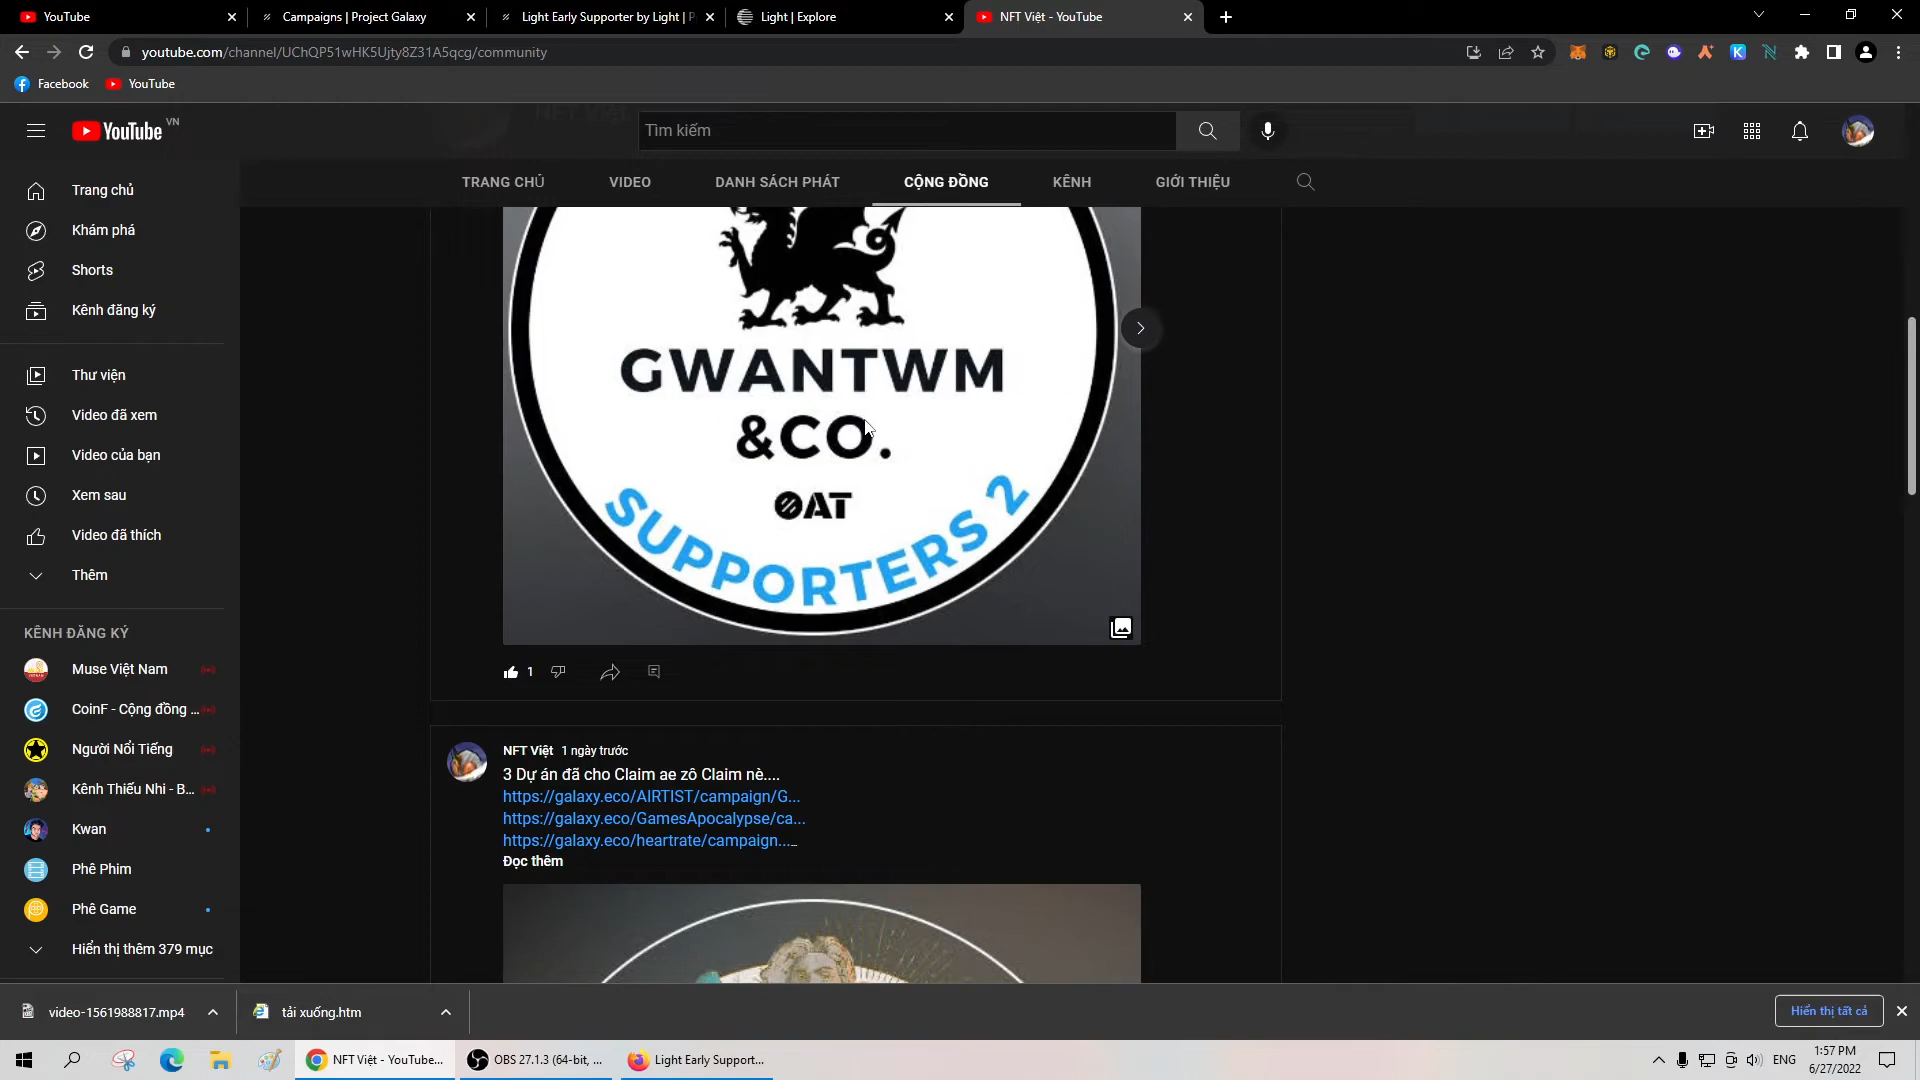 YouTube
Campaigns | Project Galaxy
Light Early Supporter by Light | P
Light | Explore
NFT Việt - YouTube
youtube.com/channel/UChQP51wHK5Ujty8Z31A5qcg/community
Facebook
YouTube
YouTube VN
Tìm kiếm
TRANG CHỦ
VIDEO
DANH SÁCH PHÁT
CỘNG ĐỒNG
KÊNH
GIỚI THIỆU
Trang chủ
Khám phá
Shorts
Kênh đăng ký
Thư viện
Video đã xem
Video của bạn
Xem sau
Video đã thích
Thêm
KÊNH ĐĂNG KÝ
Muse Việt Nam
CoinF - Cộng đồng ...
Người Nổi Tiếng
Kênh Thiếu Nhi - B...
Kwan
Phê Phim
Phê Game
Hiển thị thêm 379 mục
GWANTWM
&CO.
OAT
SUPPORTERS 2
1
NFT Việt 1 ngày trước
3 Dự án đã cho Claim ae zô Claim nè....
https://galaxy.eco/AIRTIST/campaign/G...
https://galaxy.eco/GamesApocalypse/ca...
https://galaxy.eco/heartrate/campaign...…
Đọc thêm
video-1561988817.mp4
tải xuống.htm
Hiển thị tất cả
NFT Việt - YouTube...
OBS 27.1.3 (64-bit, ...
Light Early Support...
ENG
1:57 PM
6/27/2022